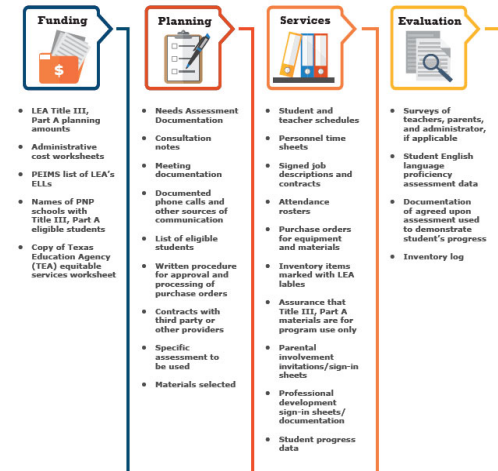 Funding
$
LEA Title III,
Part A planning
amounts
Administrative
cost worksheets
PEIMS list of LEA's
ELLs
Names of PNP
schools with
Title III, Part A
eligible students
Copy of Texas
Education Agency
(TEA) equitable
services worksheet
Planning
Needs Assessment
Documentation
Consultation
notes
Meeting
documentation
Documented
phone calls and
other sources of
communication
List of eligible
students
Written procedure
for approval and
processing of
purchase orders
Contracts with
third party or
other providers
Specific
assessment to
be used
Materials selected
Services
Student and
teacher schedules
Personnel time
sheets
Signed job
descriptions and
contracts
Attendance
rosters
Purchase orders
for equipment
and materials
Inventory items
marked with LEA
lables
Assurance that
Title III, Part A
materials are for
program use only
Parental
involvement
invitations/sign-in
sheets
Professional
development
sign-in sheets/
documentation
Student progress
data
Evaluation
Surveys of
teachers, parents,
and administrator,
if applicable
Student English
language
proficiency
assessment data
Documentation
of agreed upon
assessment used
to demonstrate
student's progress
Inventory log